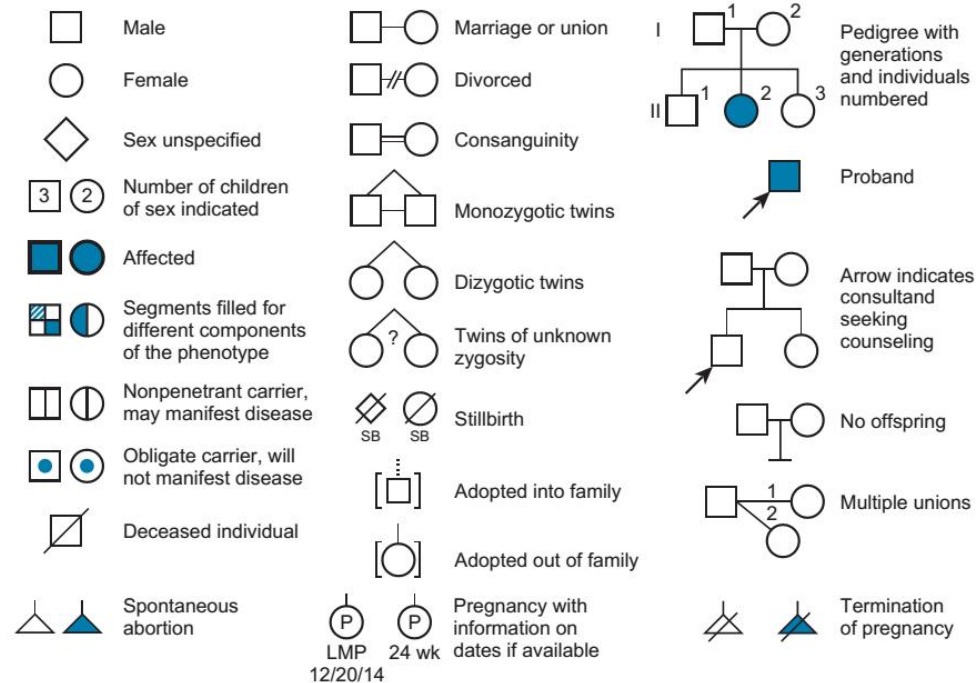 Male
Female
Sex unspecified
3 2
Number of children
of sex indicated
Affected
Segments filled for
different components
of the phenotype
Nonpenetrant carrier,
may manifest disease
Obligate carrier, will
not manifest disease
Deceased individual
Spontaneous
abortion
Marriage or union
Divorced
Consanguinity
Monozygotic twins
Dizygotic twins
?
Twins of unknown
zygosity
SB SB
Stillbirth
[ ]
Adopted into family
[ ]
Adopted out of family
P P
LMP 24 wk
12/20/14
Pregnancy with
information on
dates if available
I 1 2
II 1 2 3
Pedigree with
generations
and individuals
numbered
Proband
Arrow indicates
consultand
seeking
counseling
No offspring
1
2
Multiple unions
Termination
of pregnancy